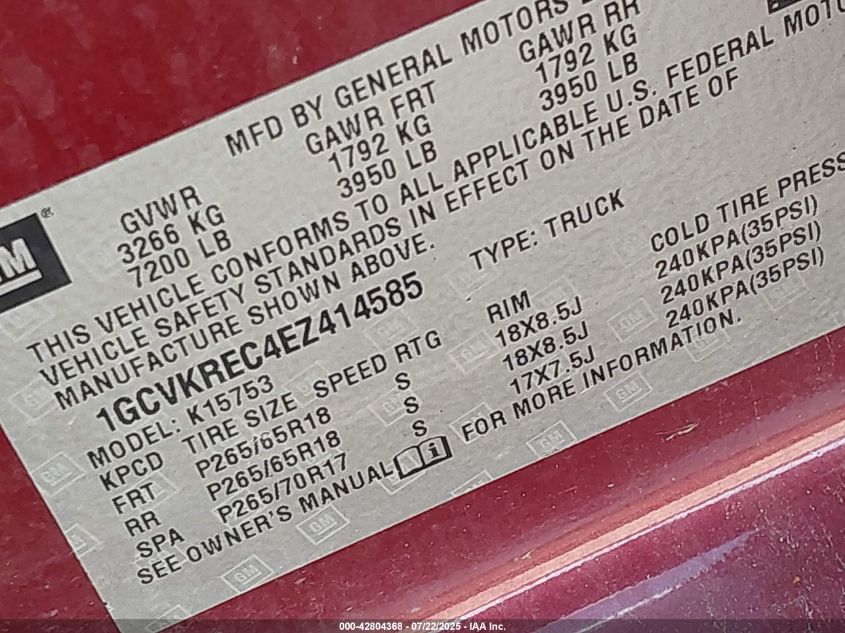 MFD BY GENERAL MOTORS
GVWR GAWR FRT GAWR RR
3266 KG 1792 KG 1792 KG
7200 LB 3950 LB 3950 LB
THIS VEHICLE CONFORMS TO ALL APPLICABLE U.S. FEDERAL
VEHICLE SAFETY STANDARDS IN EFFECT ON THE DATE OF
MANUFACTURE SHOWN ABOVE.
1GCVKREC4EZ414585 TYPE: TRUCK
MODEL: K15753
KPCD TIRE SIZE SPEED RTG RIM COLD TIRE
FRT P265/65R18 S 18X8.5J 240KPA(35PSI)
RR P265/65R18 S 18X8.5J 240KPA(35PSI)
SPA P265/70R17 S 17X7.5J 240KPA(35PSI)
SEE OWNER'S MANUAL FOR MORE INFORMATION.
GM
000-42804368 - 07/22/2025 - IAA Inc.